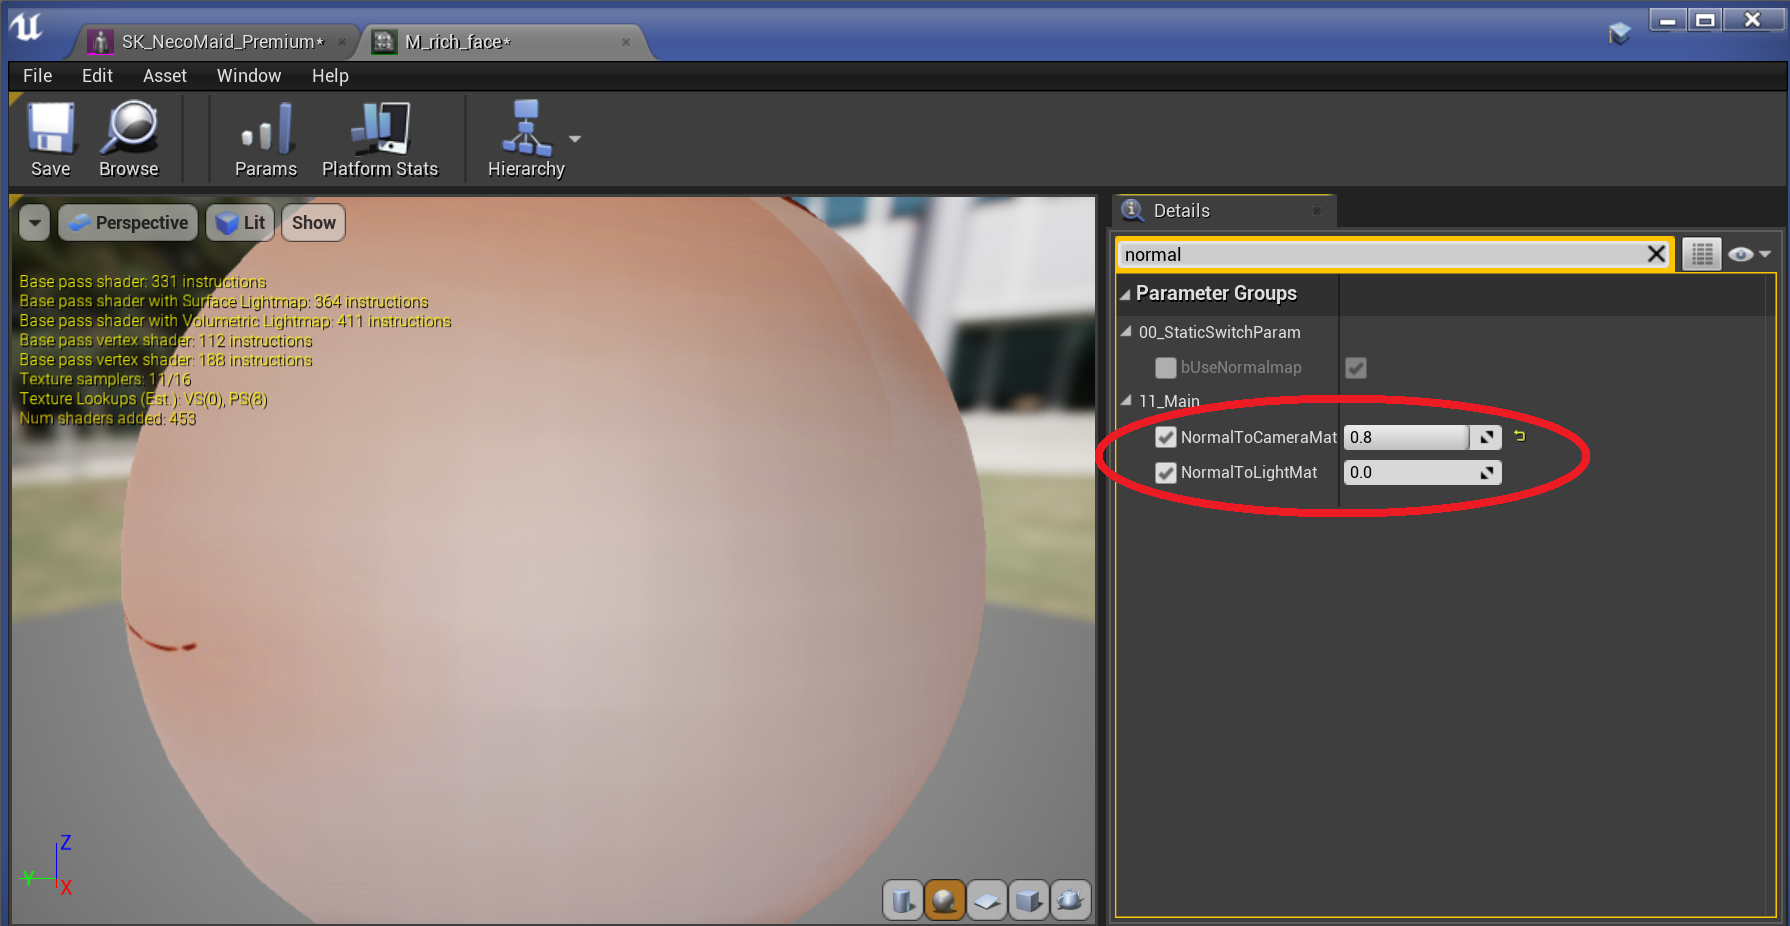 SK_NecoMaid_Premium*
M_rich_face*
File Edit Asset Window Help
Save Browse Params Platform Stats Hierarchy
Perspective Lit Show
Base pass shader: 331 instructions
Base pass shader with Surface Lightmap: 364 instructions
Base pass shader with Volumetric Lightmap: 411 instructions
Base pass vertex shader: 112 instructions
Base pass vertex shader: 188 instructions
Texture samplers: 11/16
Texture Lookups (Est.): VS(0), PS(8)
Num shaders added: 453
Z
Y
X
Details
normal
Parameter Groups
00_StaticSwitchParam
bUseNormalmap
11_Main
NormalToCameraMat 0.8
NormalToLightMat 0.0